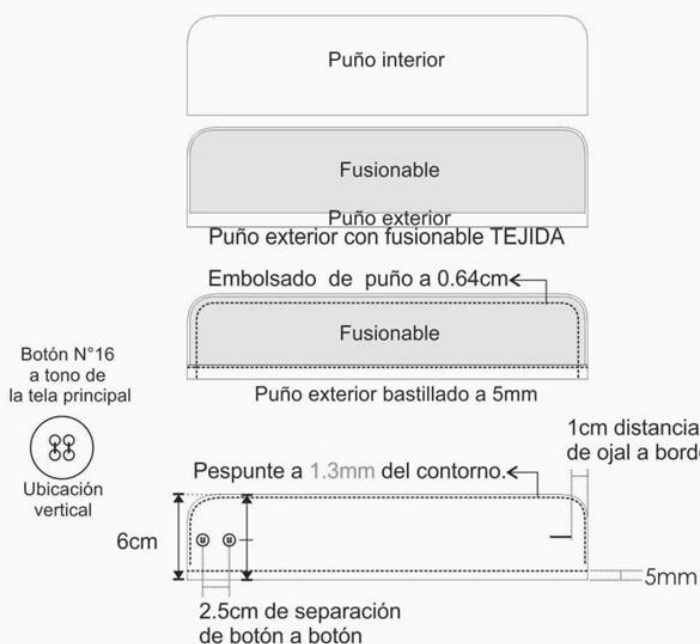 Puño interior
Fusionable
Puño exterior
Puño exterior con fusionable TEJIDA
Embolsado de puño a 0.64cm
Fusionable
Puño exterior bastillado a 5mm
Botón N°16
a tono de
la tela principal
Ubicación
vertical
1cm distancia
de ojal a bord
Pespunte a 1.3mm del contorno.
6cm
5mm
2.5cm de separación
de botón a botón